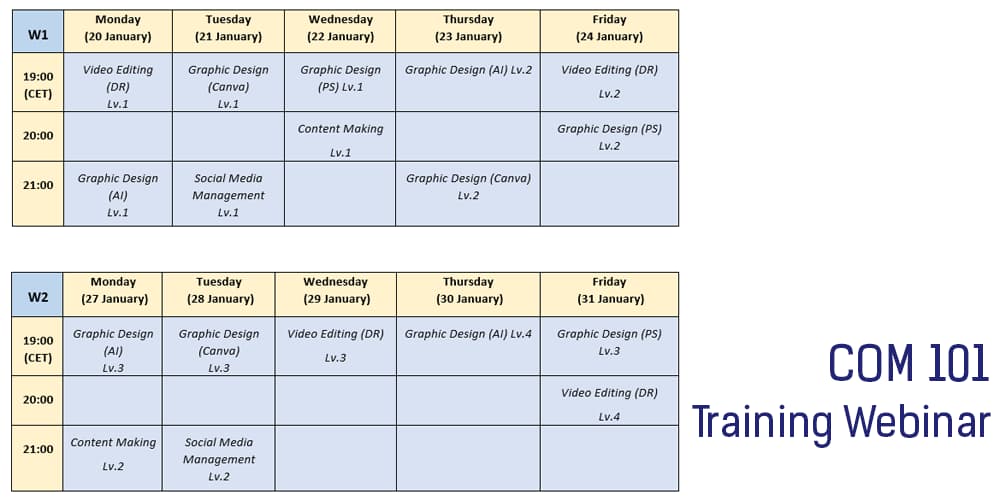 W1 Monday (20 January) Tuesday (21 January) Wednesday (22 January) Thursday (23 January) Friday (24 January)
19:00 (CET) Video Editing (DR) Lv.1 Graphic Design (Canva) Lv.1 Graphic Design (PS) Lv.1 Graphic Design (AI) Lv.2 Video Editing (DR) Lv.2
20:00 Content Making Lv.1 Graphic Design (PS) Lv.2
21:00 Graphic Design (AI) Lv.1 Social Media Management Lv.1 Graphic Design (Canva) Lv.2
W2 Monday (27 January) Tuesday (28 January) Wednesday (29 January) Thursday (30 January) Friday (31 January)
19:00 (CET) Graphic Design (AI) Lv.3 Graphic Design (Canva) Lv.3 Video Editing (DR) Lv.3 Graphic Design (AI) Lv.4 Graphic Design (PS) Lv.3
20:00 Video Editing (DR) Lv.4
21:00 Content Making Lv.2 Social Media Management Lv.2
COM 101
Training Webinar